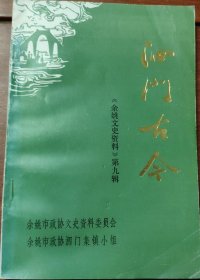 泗门古今
《余姚文史资料》第九辑
余姚市政协文史资料委员会
余姚市政协泗门集镇小组